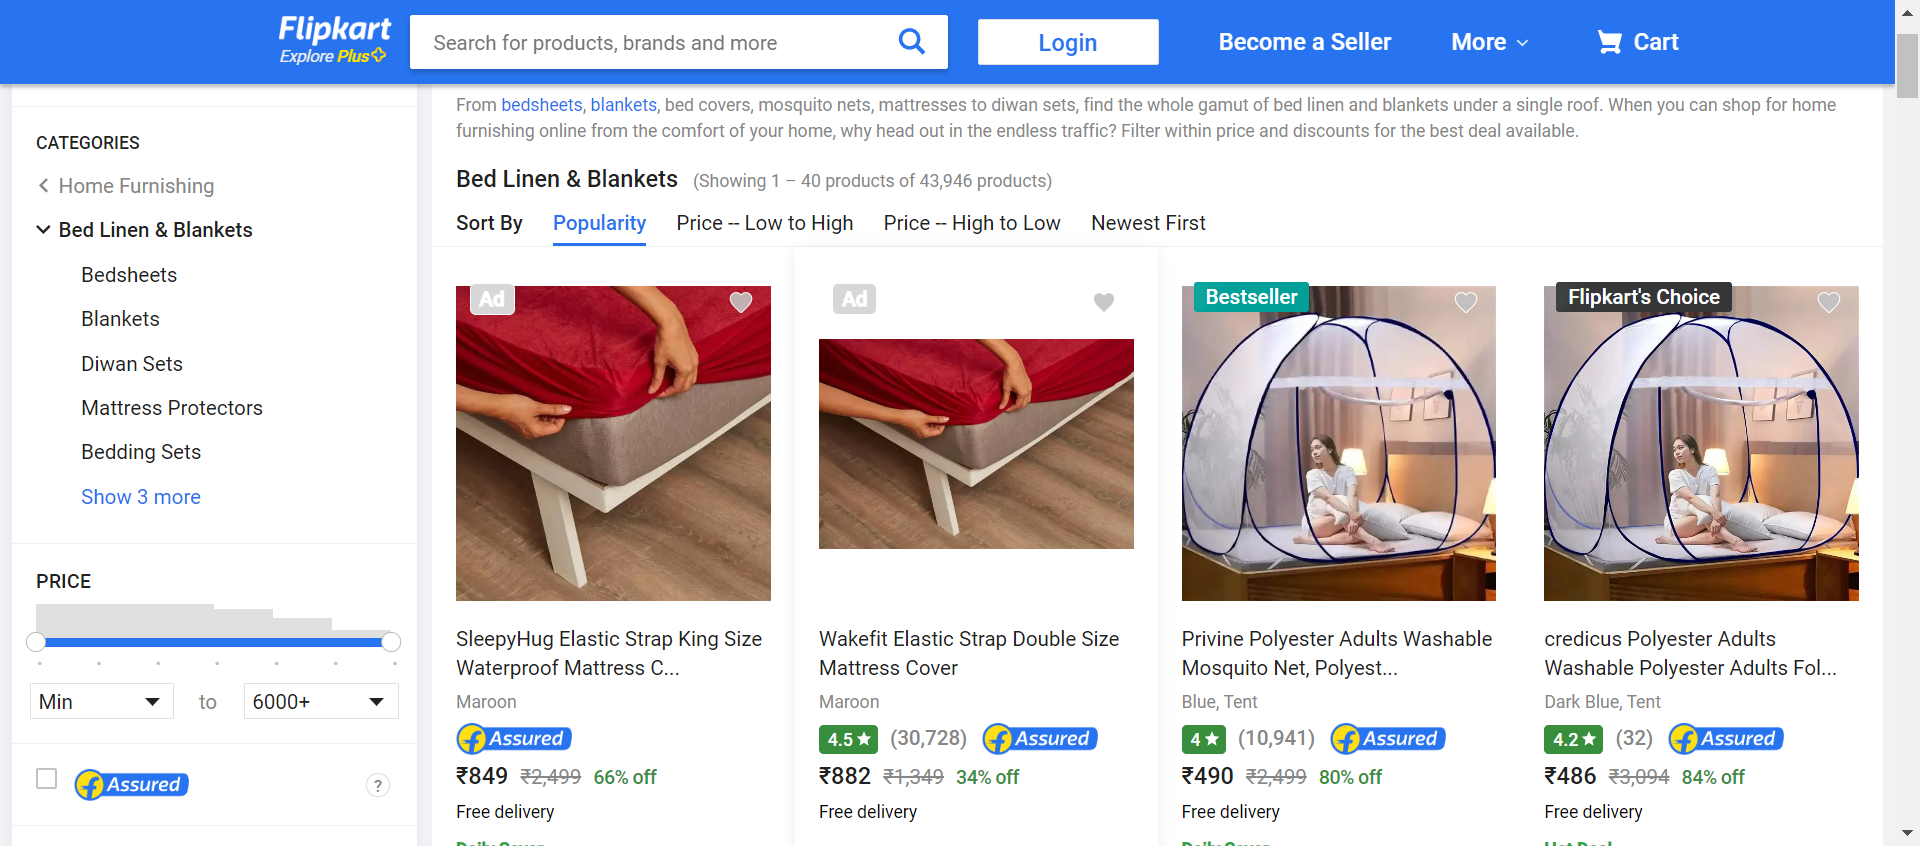 Flipkart
Explore Plus
Search for products, brands and more
Login
Become a Seller
More
Cart
CATEGORIES
Home Furnishing
Bed Linen & Blankets
Bedsheets
Blankets
Diwan Sets
Mattress Protectors
Bedding Sets
Show 3 more
PRICE
Min
to
6000+
Assured
?
From bedsheets, blankets, bed covers, mosquito nets, mattresses to diwan sets, find the whole gamut of bed linen and blankets under a single roof. When you can shop for home
furnishing online from the comfort of your home, why head out in the endless traffic? Filter within price and discounts for the best deal available.
Bed Linen & Blankets (Showing 1 – 40 products of 43,946 products)
Sort By Popularity Price -- Low to High Price -- High to Low Newest First
Ad
SleepyHug Elastic Strap King Size
Waterproof Mattress C...
Maroon
Assured
₹849 ₹2,499 66% off
Free delivery
Daily Saver
Ad
Wakefit Elastic Strap Double Size
Mattress Cover
Maroon
4.5★ (30,728) Assured
₹882 ₹1,349 34% off
Free delivery
Bestseller
Privine Polyester Adults Washable
Mosquito Net, Polyest...
Blue, Tent
4★ (10,941) Assured
₹490 ₹2,499 80% off
Free delivery
Daily Saver
Flipkart's Choice
credicus Polyester Adults
Washable Polyester Adults Fol...
Dark Blue, Tent
4.2★ (32) Assured
₹486 ₹3,094 84% off
Free delivery
Hot Deal